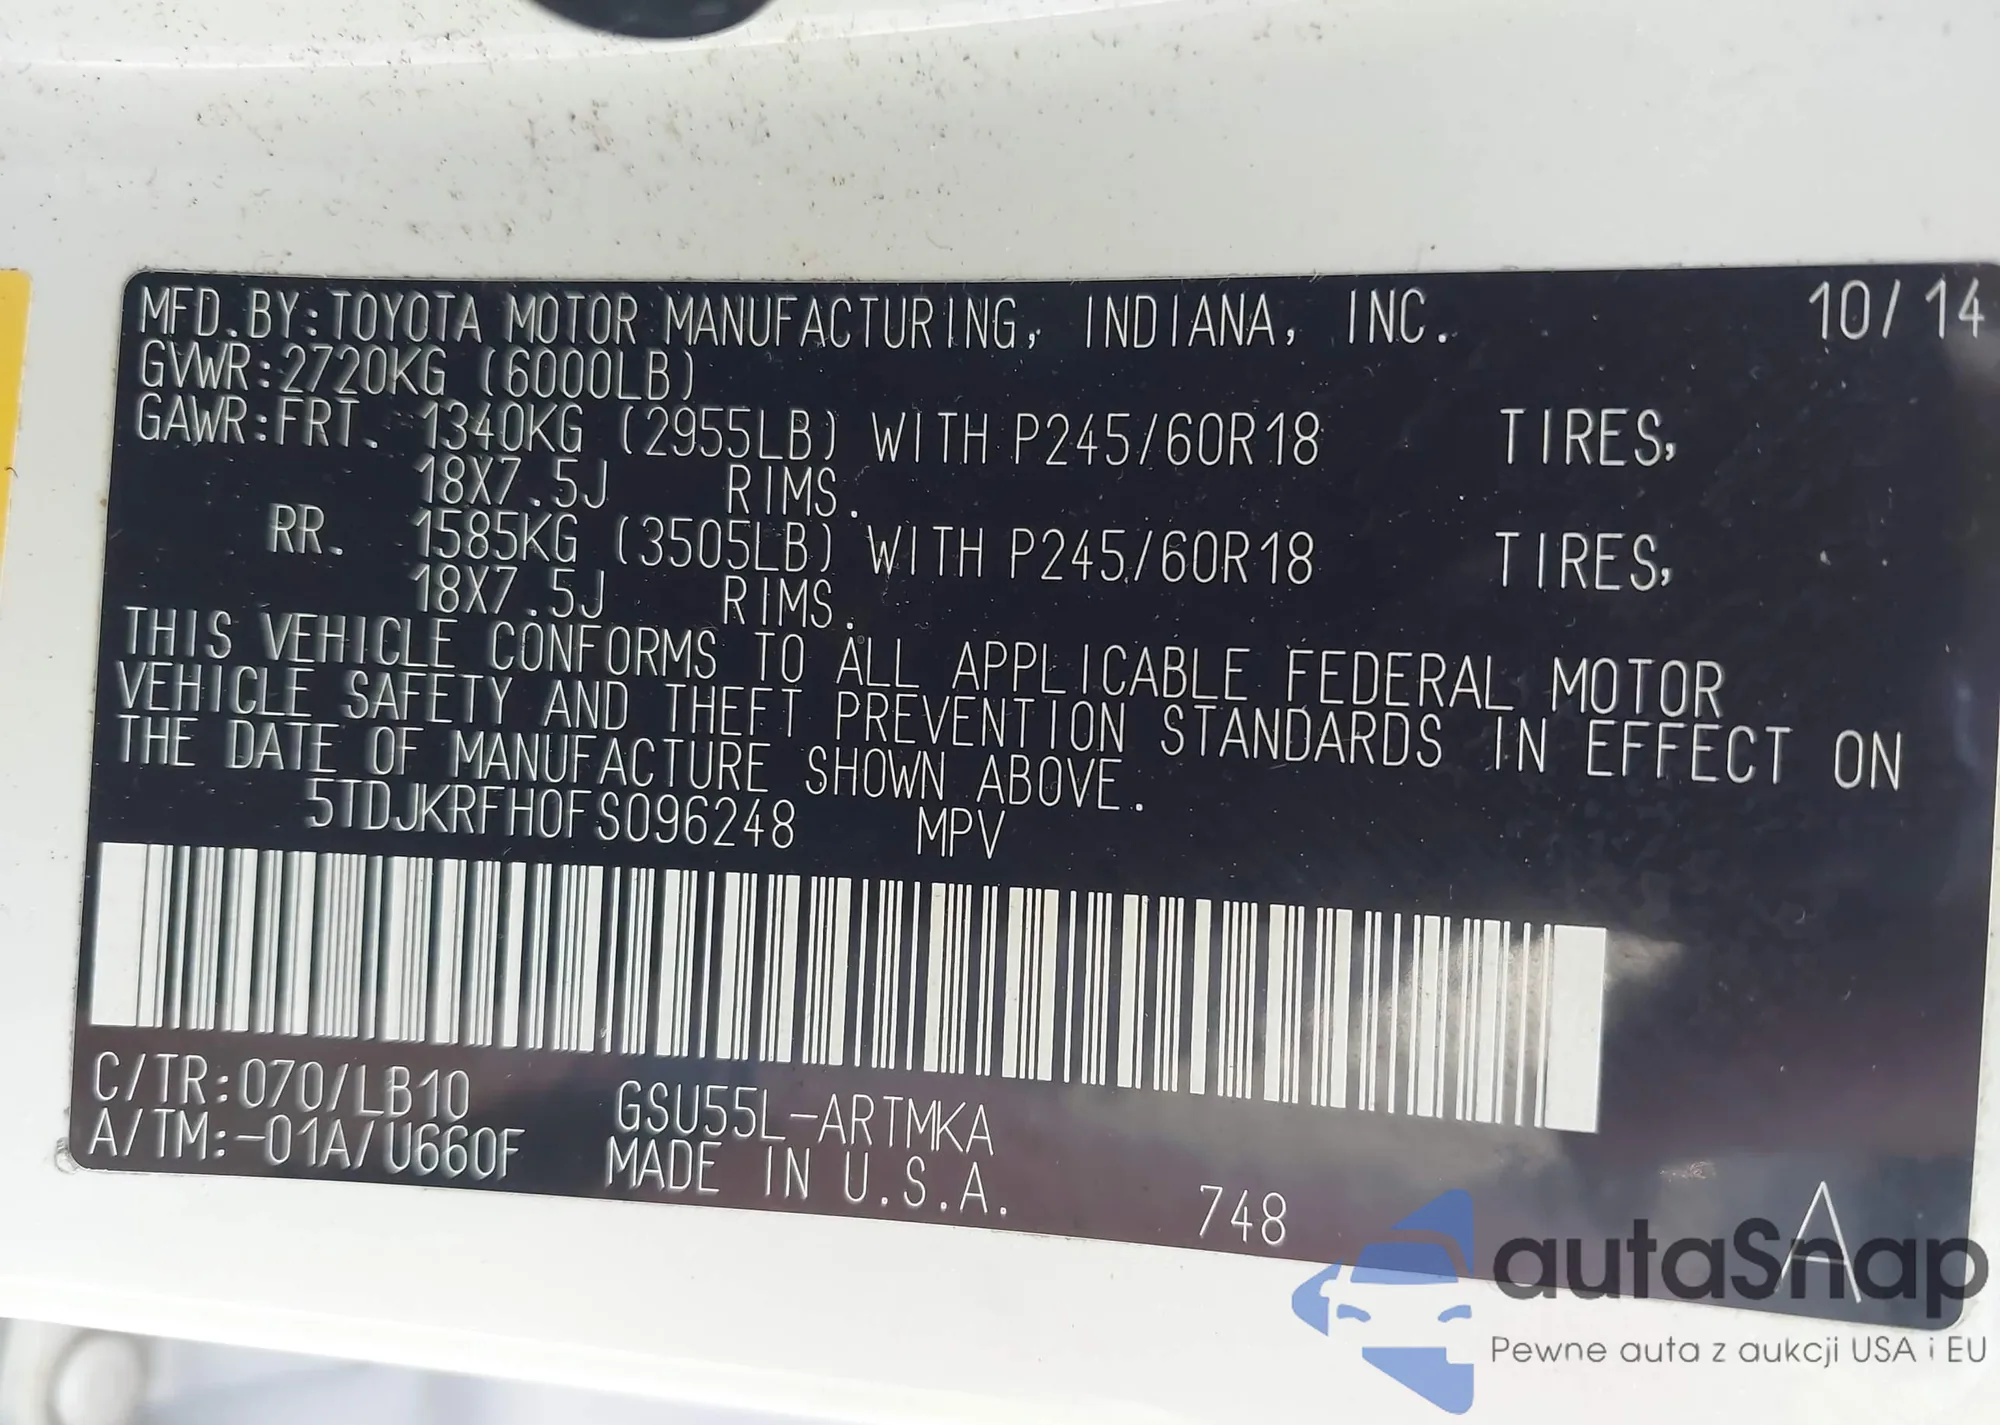 MFD.BY:TOYOTA MOTOR MANUFACTURING, INDIANA, INC. 10/14
GVWR:2720KG (6000LB)
GAWR:FRT. 1340KG (2955LB) WITH P245/60R18 TIRES,
18X7.5J RIMS.
RR. 1585KG (3505LB) WITH P245/60R18 TIRES,
18X7.5J RIMS.
THIS VEHICLE CONFORMS TO ALL APPLICABLE FEDERAL MOTOR
VEHICLE SAFETY AND THEFT PREVENTION STANDARDS IN EFFECT ON
THE DATE OF MANUFACTURE SHOWN ABOVE.
5TDJKRFH0FS096248 MPV
C/TR:070/LB10 GSU55L-ARTMKA
A/TM:-01A/U660F MADE IN U.S.A.
748 A
autaSnap
Pewne auta z aukcji USA i EU